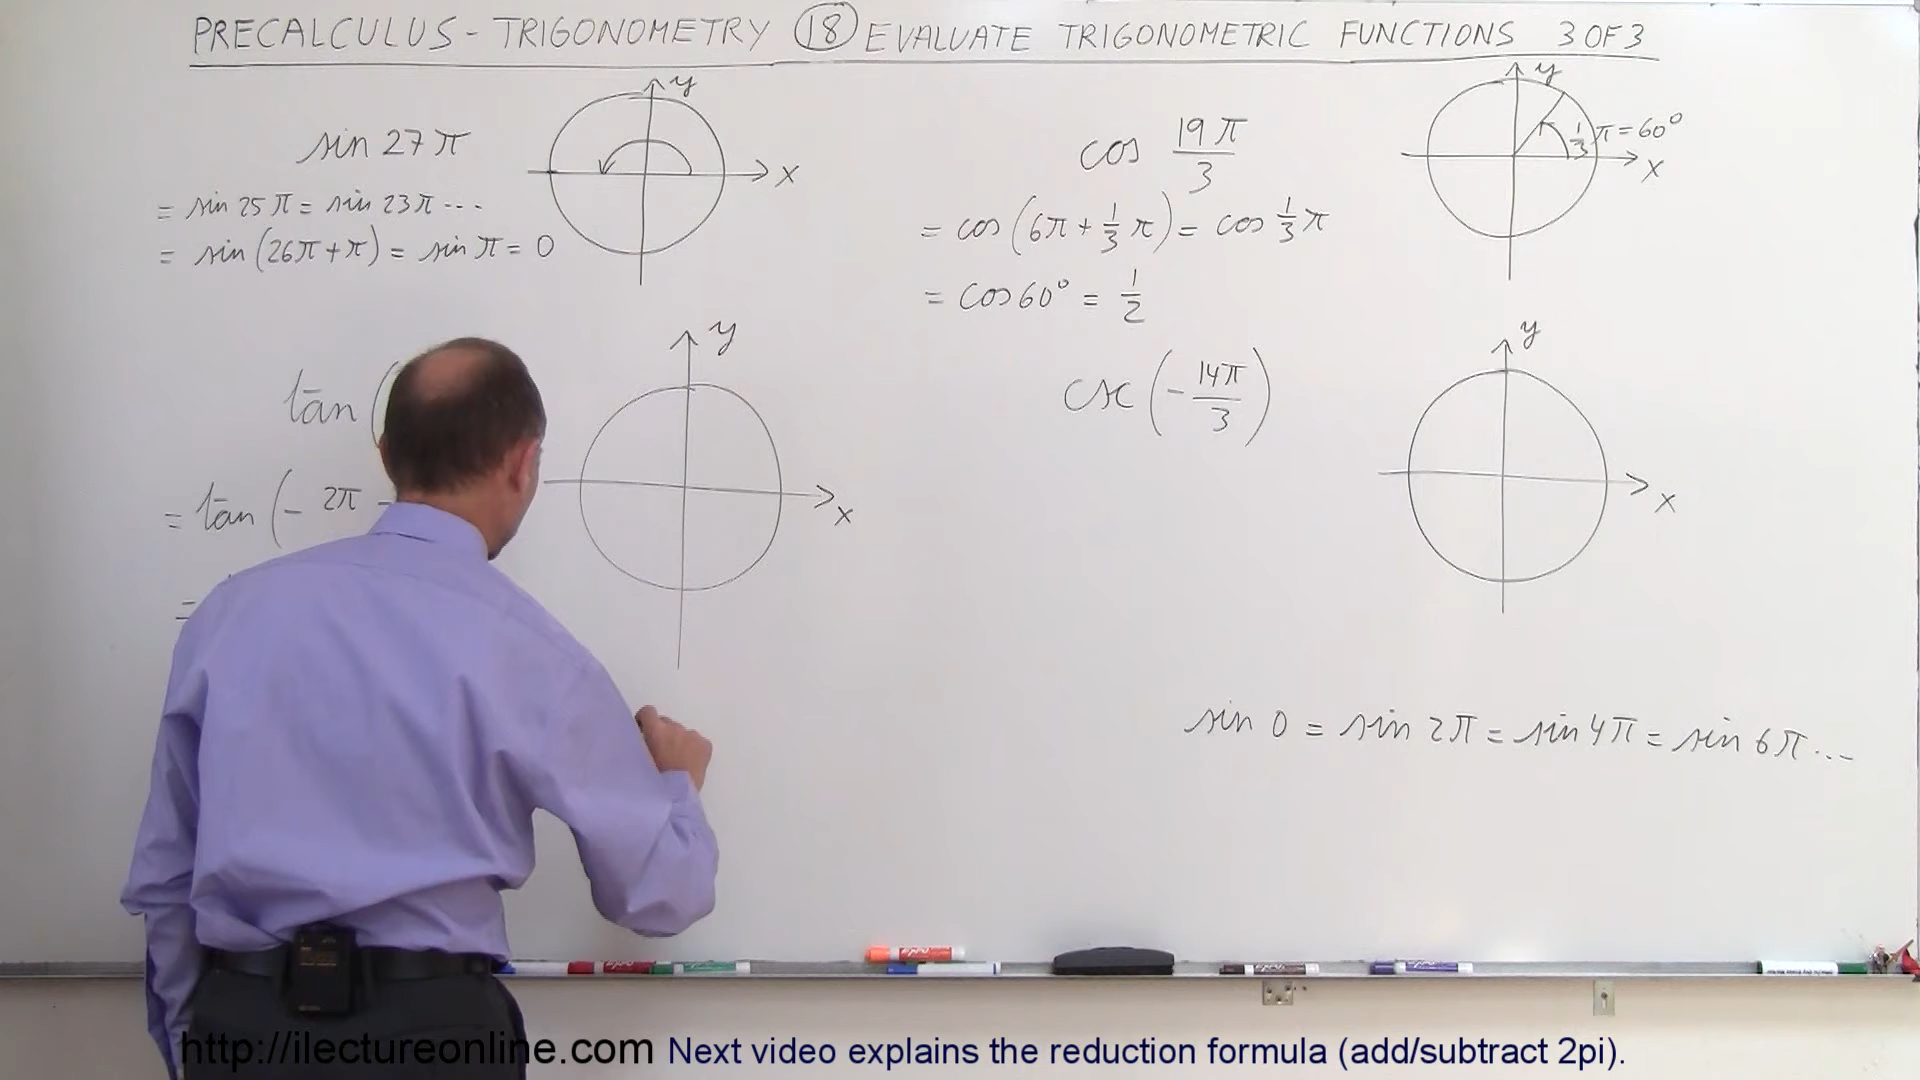 PRECALCULUS - TRIGONOMETRY 18 EVALUATE TRIGONOMETRIC FUNCTIONS 3 OF 3
sin 27π
= sin 25π = sin 23π ...
= sin (26π + π) = sin π = 0
y
x
cos 19π/3
= cos (6π + 1/3 π) = cos 1/3 π
= cos 60° = 1/2
y
1/3 π = 60°
x
tan (
= tan (- 2π -
=
y
x
csc (- 14π/3)
y
x
sin 0 = sin 2π = sin 4π = sin 6π ...
http://ilectureonline.com Next video explains the reduction formula (add/subtract 2pi).